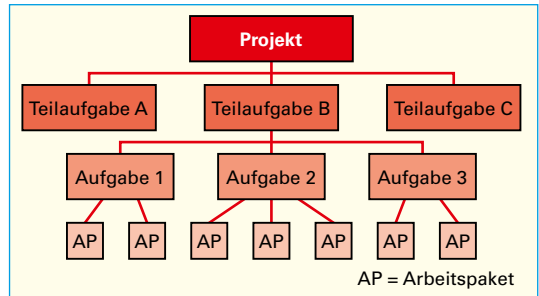 Projekt
Teilaufgabe A Teilaufgabe B Teilaufgabe C
Aufgabe 1 Aufgabe 2 Aufgabe 3
AP AP AP AP AP AP AP
AP = Arbeitspaket